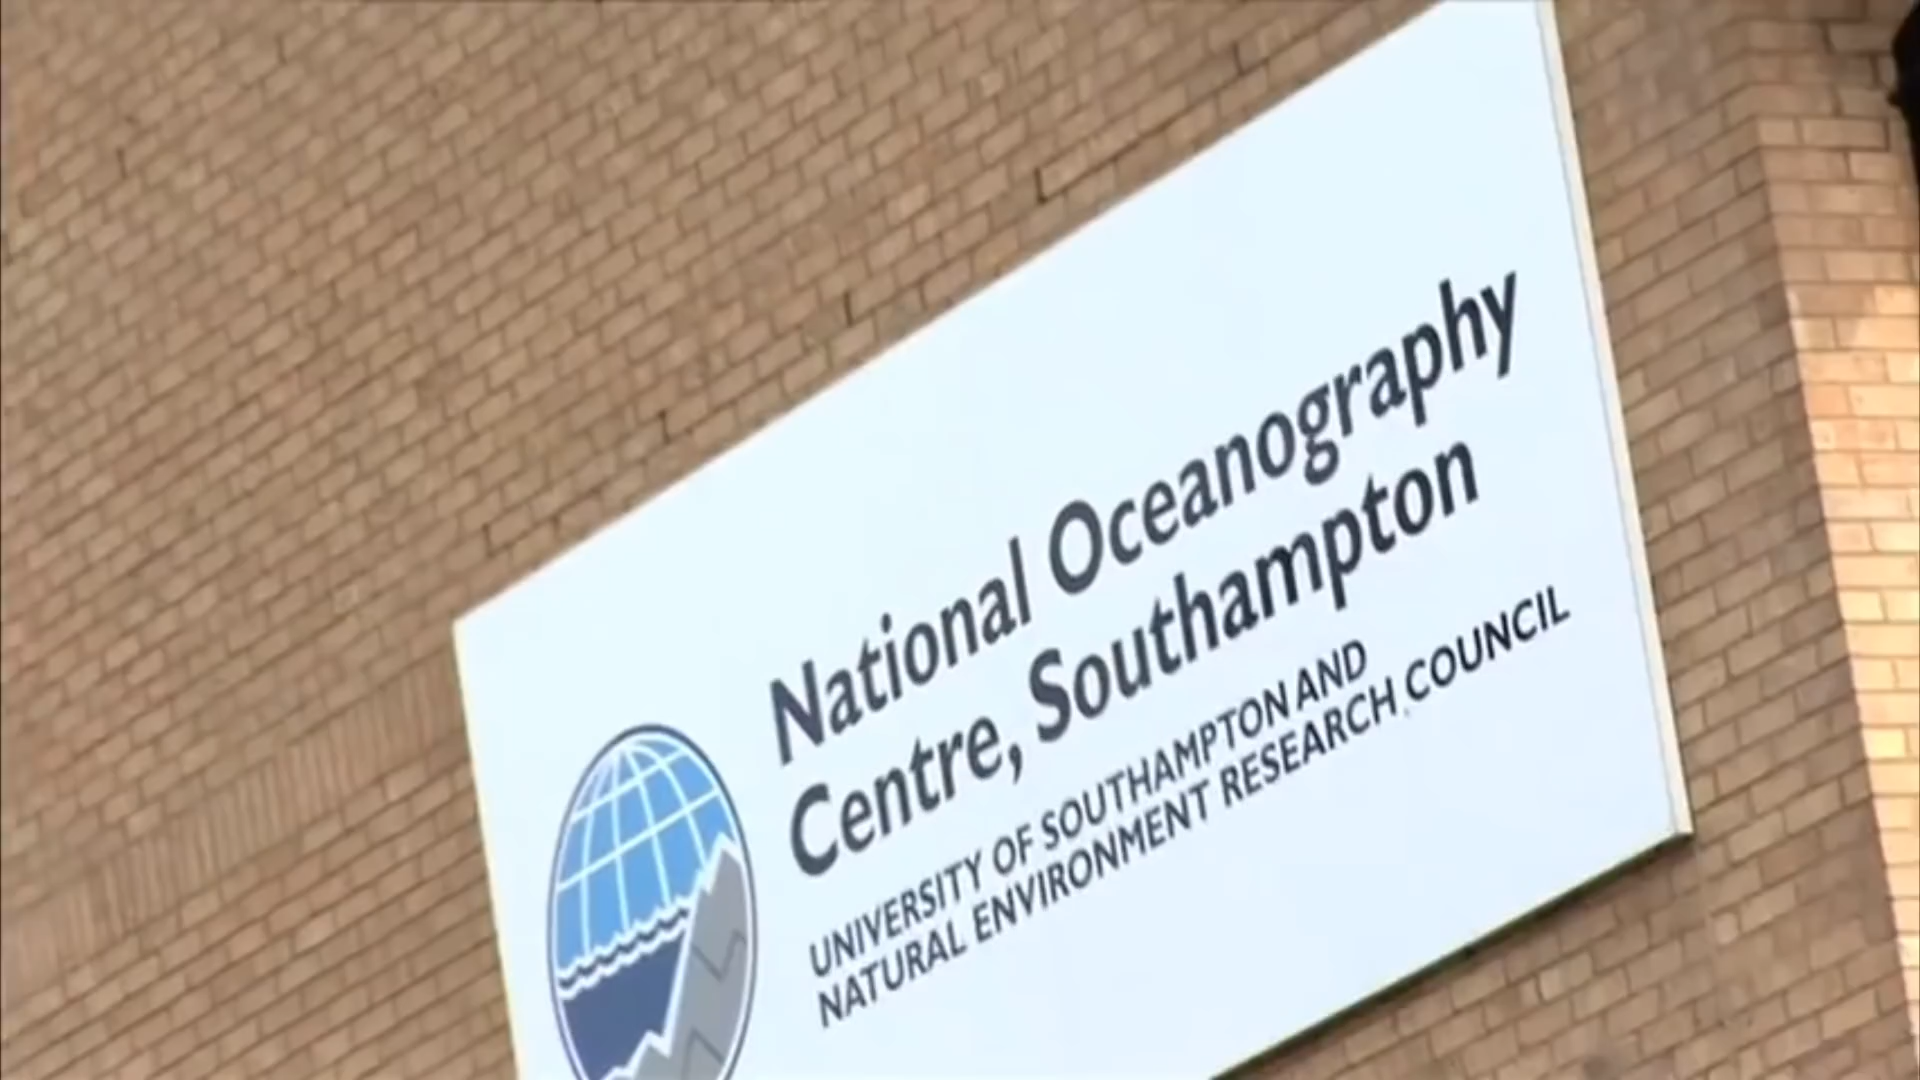 National Oceanography
Centre, Southampton
UNIVERSITY OF SOUTHAMPTON AND
NATURAL ENVIRONMENT RESEARCH COUNCIL